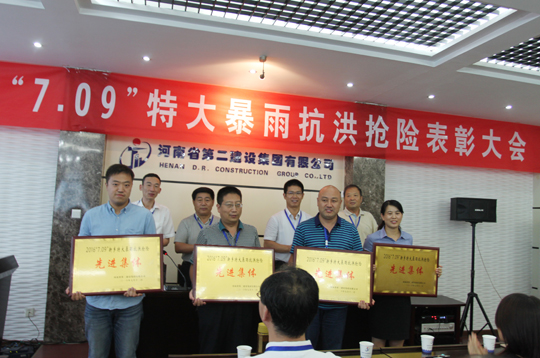 “7.09”特大暴雨抗洪抢险表彰大会
河南省第二建设集团有限公司
HENAN D.R. CONSTRUCTION GROUP CO.,LTD
先进集体
先进集体
先进集体
先进集体